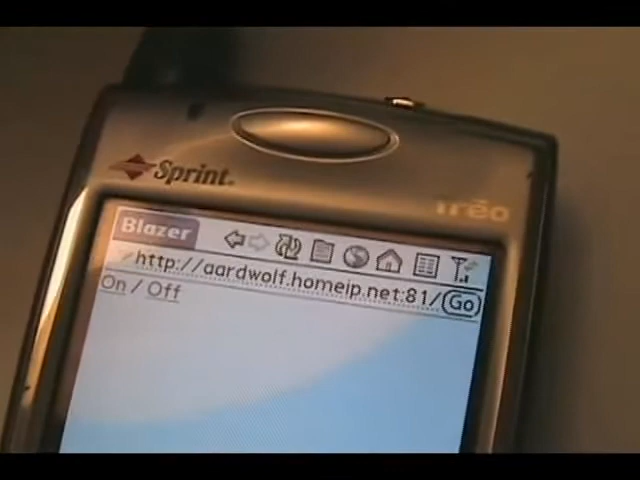 Sprint.
Treo
Blazer
http://aardwolf.homeip.net:81/ Go
On / Off